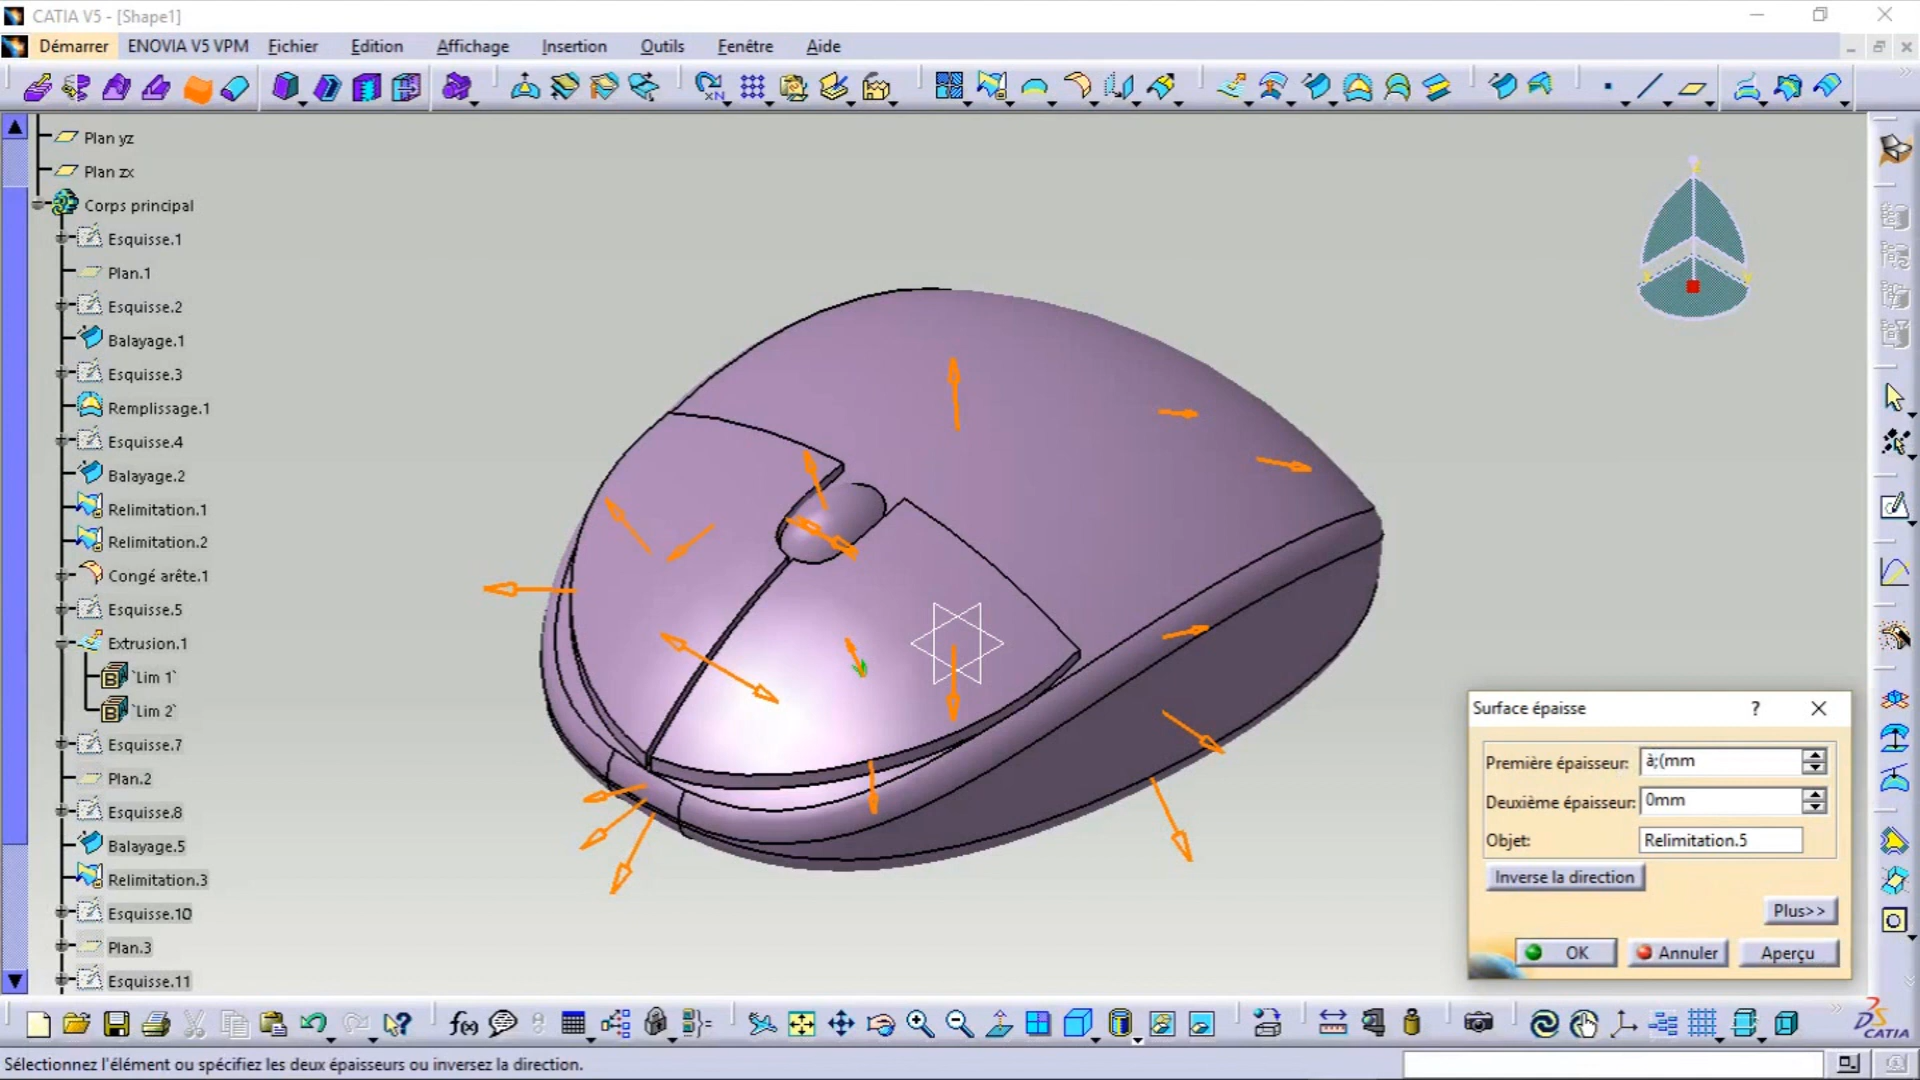 CATIA V5 - [Shape1]
Démarrer ENOVIA V5 VPM Fichier Edition Affichage Insertion Outils Fenêtre Aide
Plan yz
Plan zx
Corps principal
Esquisse.1
Plan.1
Esquisse.2
Balayage.1
Esquisse.3
Remplissage.1
Esquisse.4
Balayage.2
Relimitation.1
Relimitation.2
Congé arête.1
Esquisse.5
Extrusion.1
`Lim 1`
`Lim 2`
Esquisse.7
Plan.2
Esquisse.8
Balayage.5
Relimitation.3
Esquisse.10
Plan.3
Esquisse.11
Surface épaisse
Première épaisseur: à;(mm
Deuxième épaisseur: 0mm
Objet: Relimitation.5
Inverse la direction
Plus>>
OK Annuler Aperçu
f(x)
CATIA
Sélectionnez l'élément ou spécifiez les deux épaisseurs ou inversez la direction.